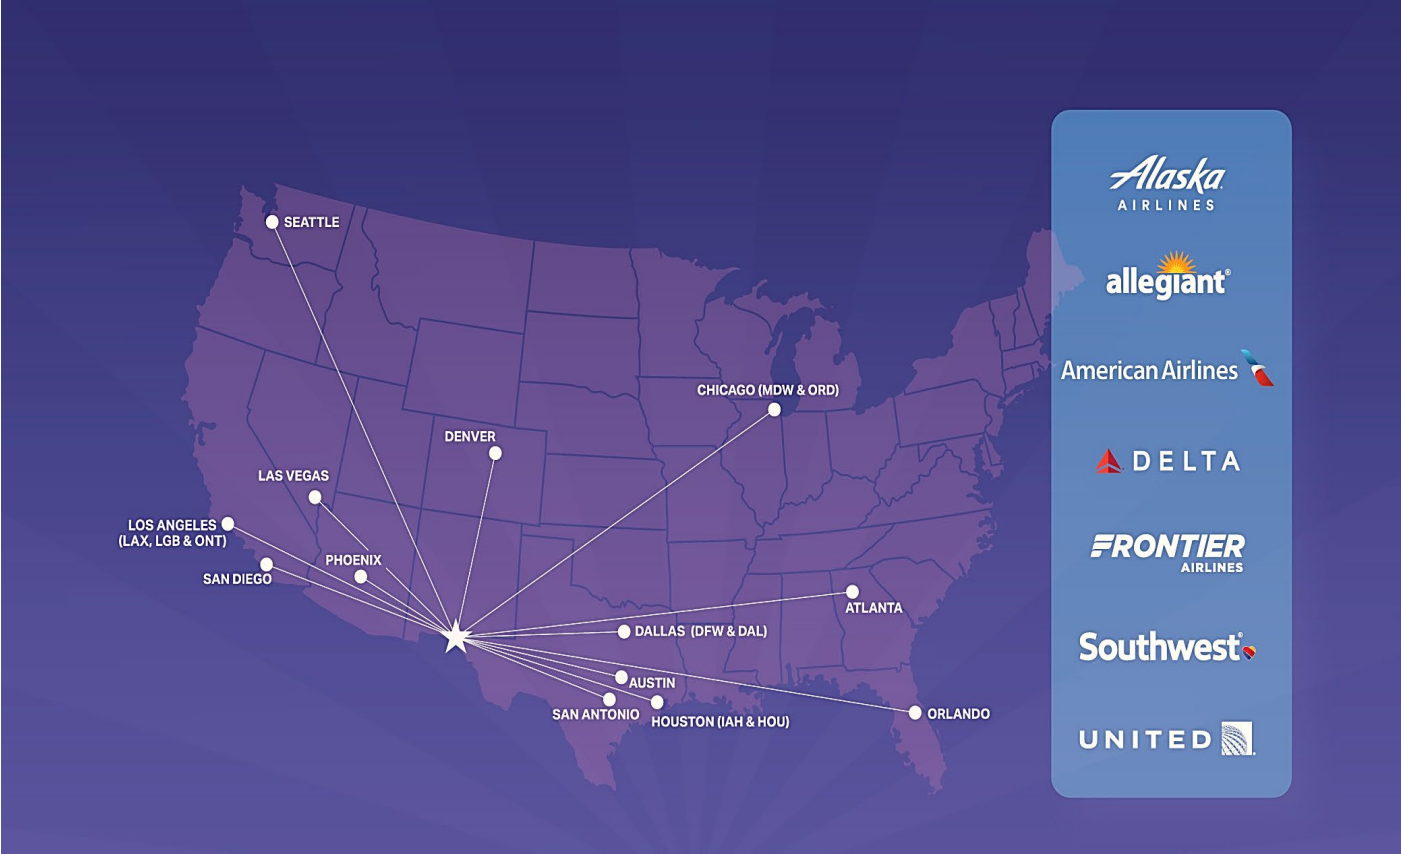 SEATTLE
CHICAGO (MDW & ORD)
DENVER
LAS VEGAS
LOS ANGELES
(LAX, LGB & ONT)
PHOENIX
SAN DIEGO
ATLANTA
DALLAS (DFW & DAL)
AUSTIN
SAN ANTONIO
HOUSTON (IAH & HOU)
ORLANDO
Alaska
AIRLINES
allegiant®
American Airlines
DELTA
FRONTIER
AIRLINES
Southwest®
UNITED